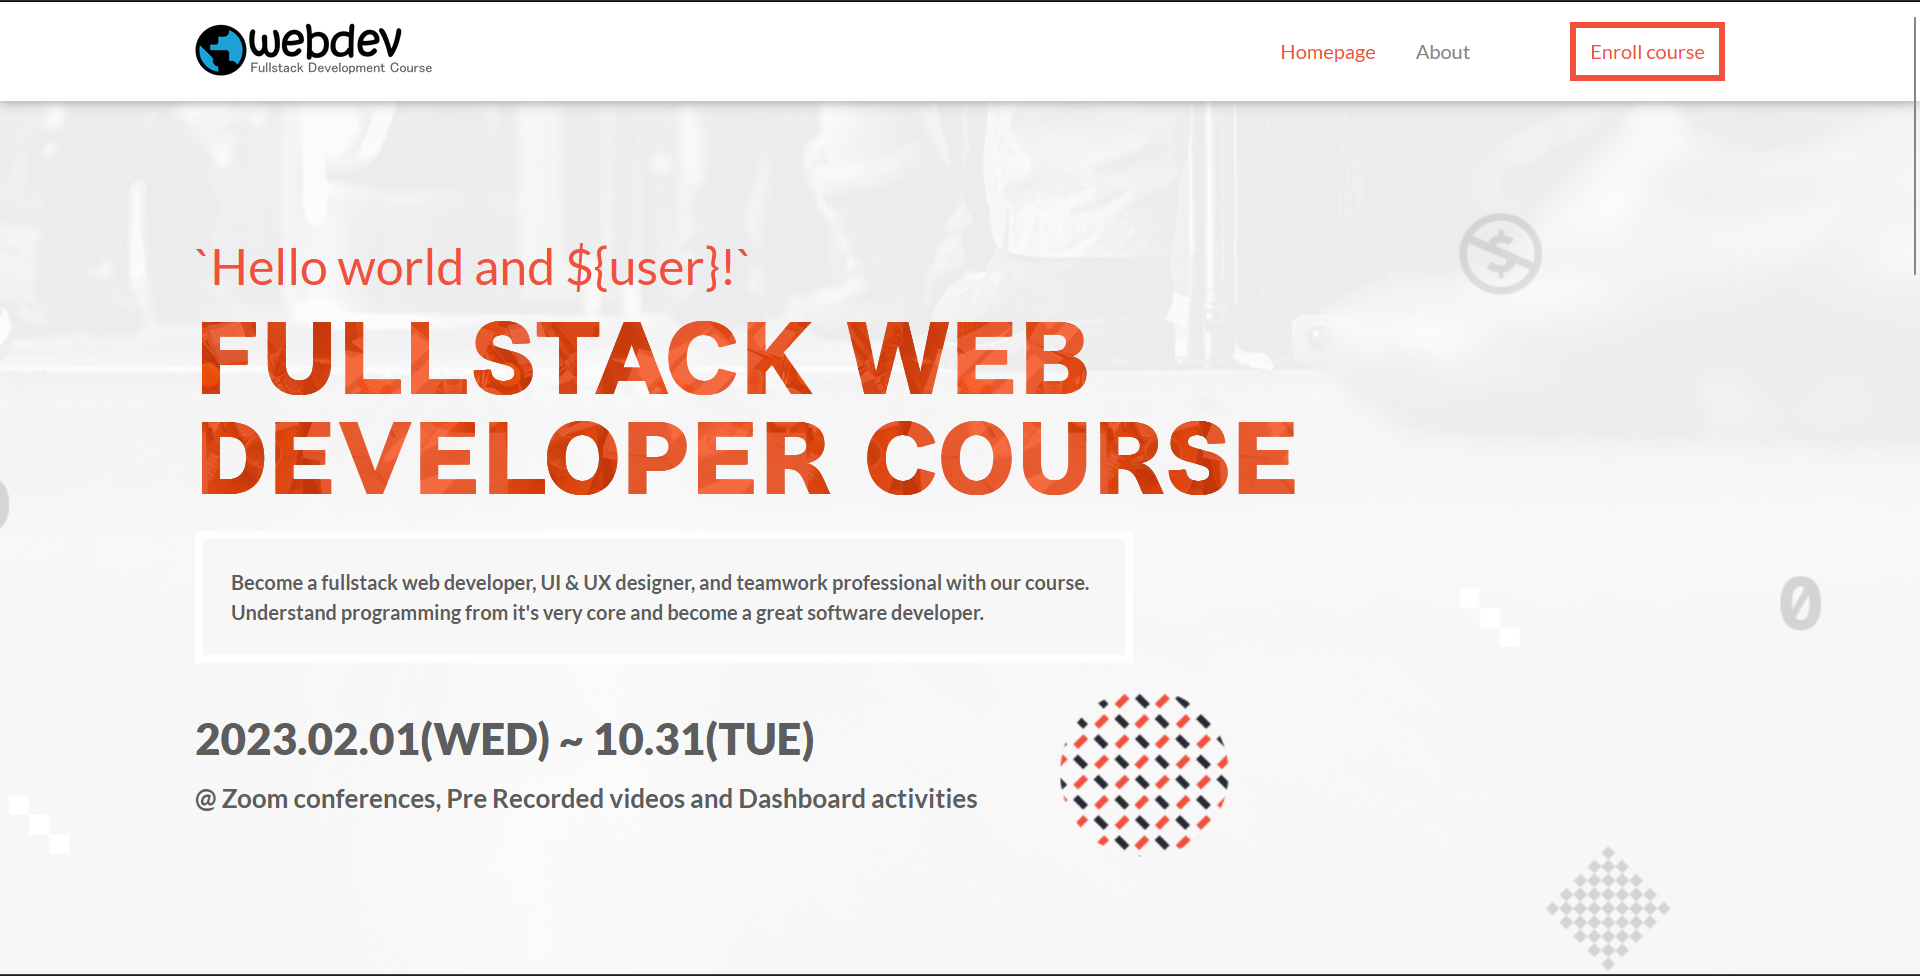 webdev
Fullstack Development Course
Homepage
About
Enroll course
`Hello world and ${user}!`
FULLSTACK WEB
DEVELOPER COURSE
Become a fullstack web developer, UI & UX designer, and teamwork professional with our course.
Understand programming from it's very core and become a great software developer.
0
2023.02.01(WED) ~ 10.31(TUE)
@ Zoom conferences, Pre Recorded videos and Dashboard activities